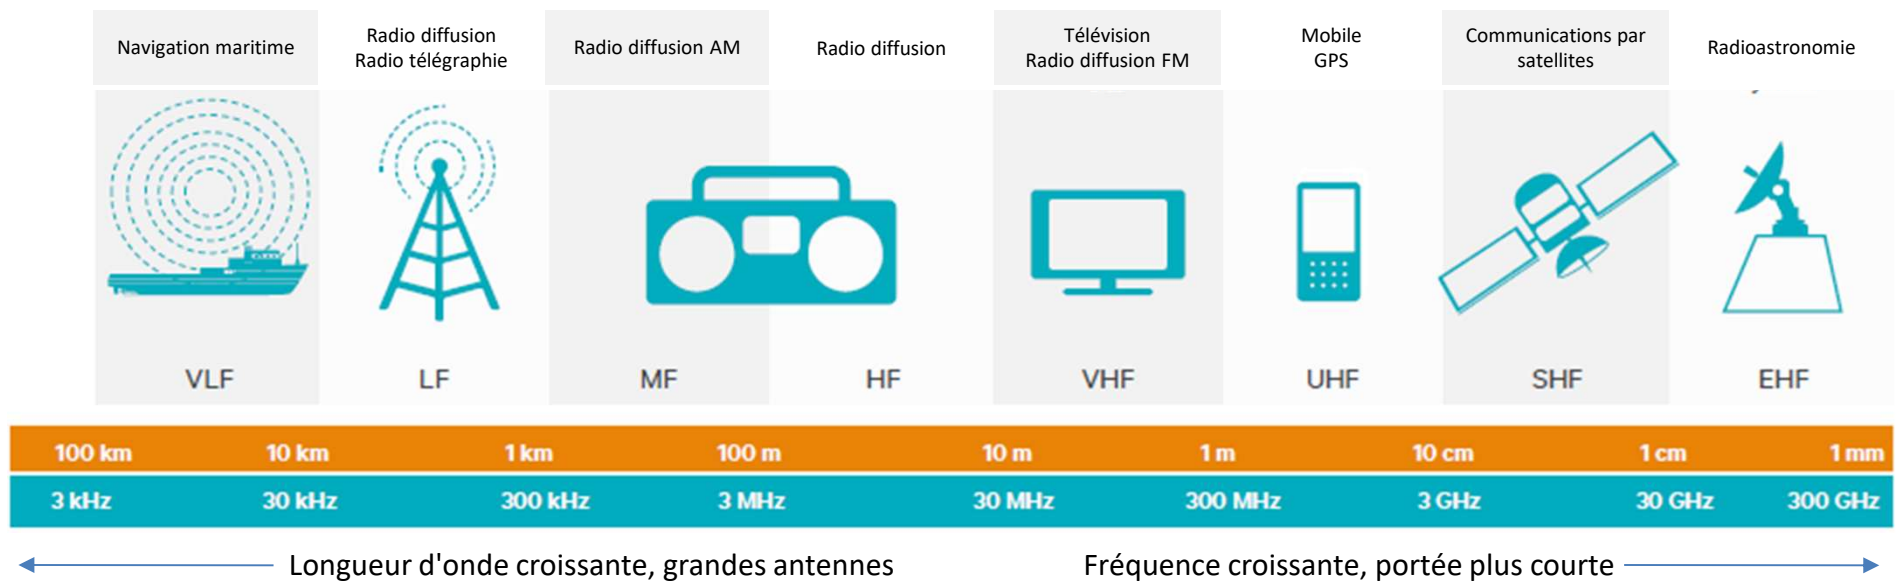 Navigation maritime
Radio diffusion
Radio télégraphie
Radio diffusion AM
Radio diffusion
Télévision
Radio diffusion FM
Mobile
GPS
Communications par
satellites
Radioastronomie
VLF LF MF HF VHF UHF SHF EHF
100 km 10 km 1 km 100 m 10 m 1 m 10 cm 1 cm 1 mm
3 kHz 30 kHz 300 kHz 3 MHz 30 MHz 300 MHz 3 GHz 30 GHz 300 GHz
Longueur d'onde croissante, grandes antennes
Fréquence croissante, portée plus courte